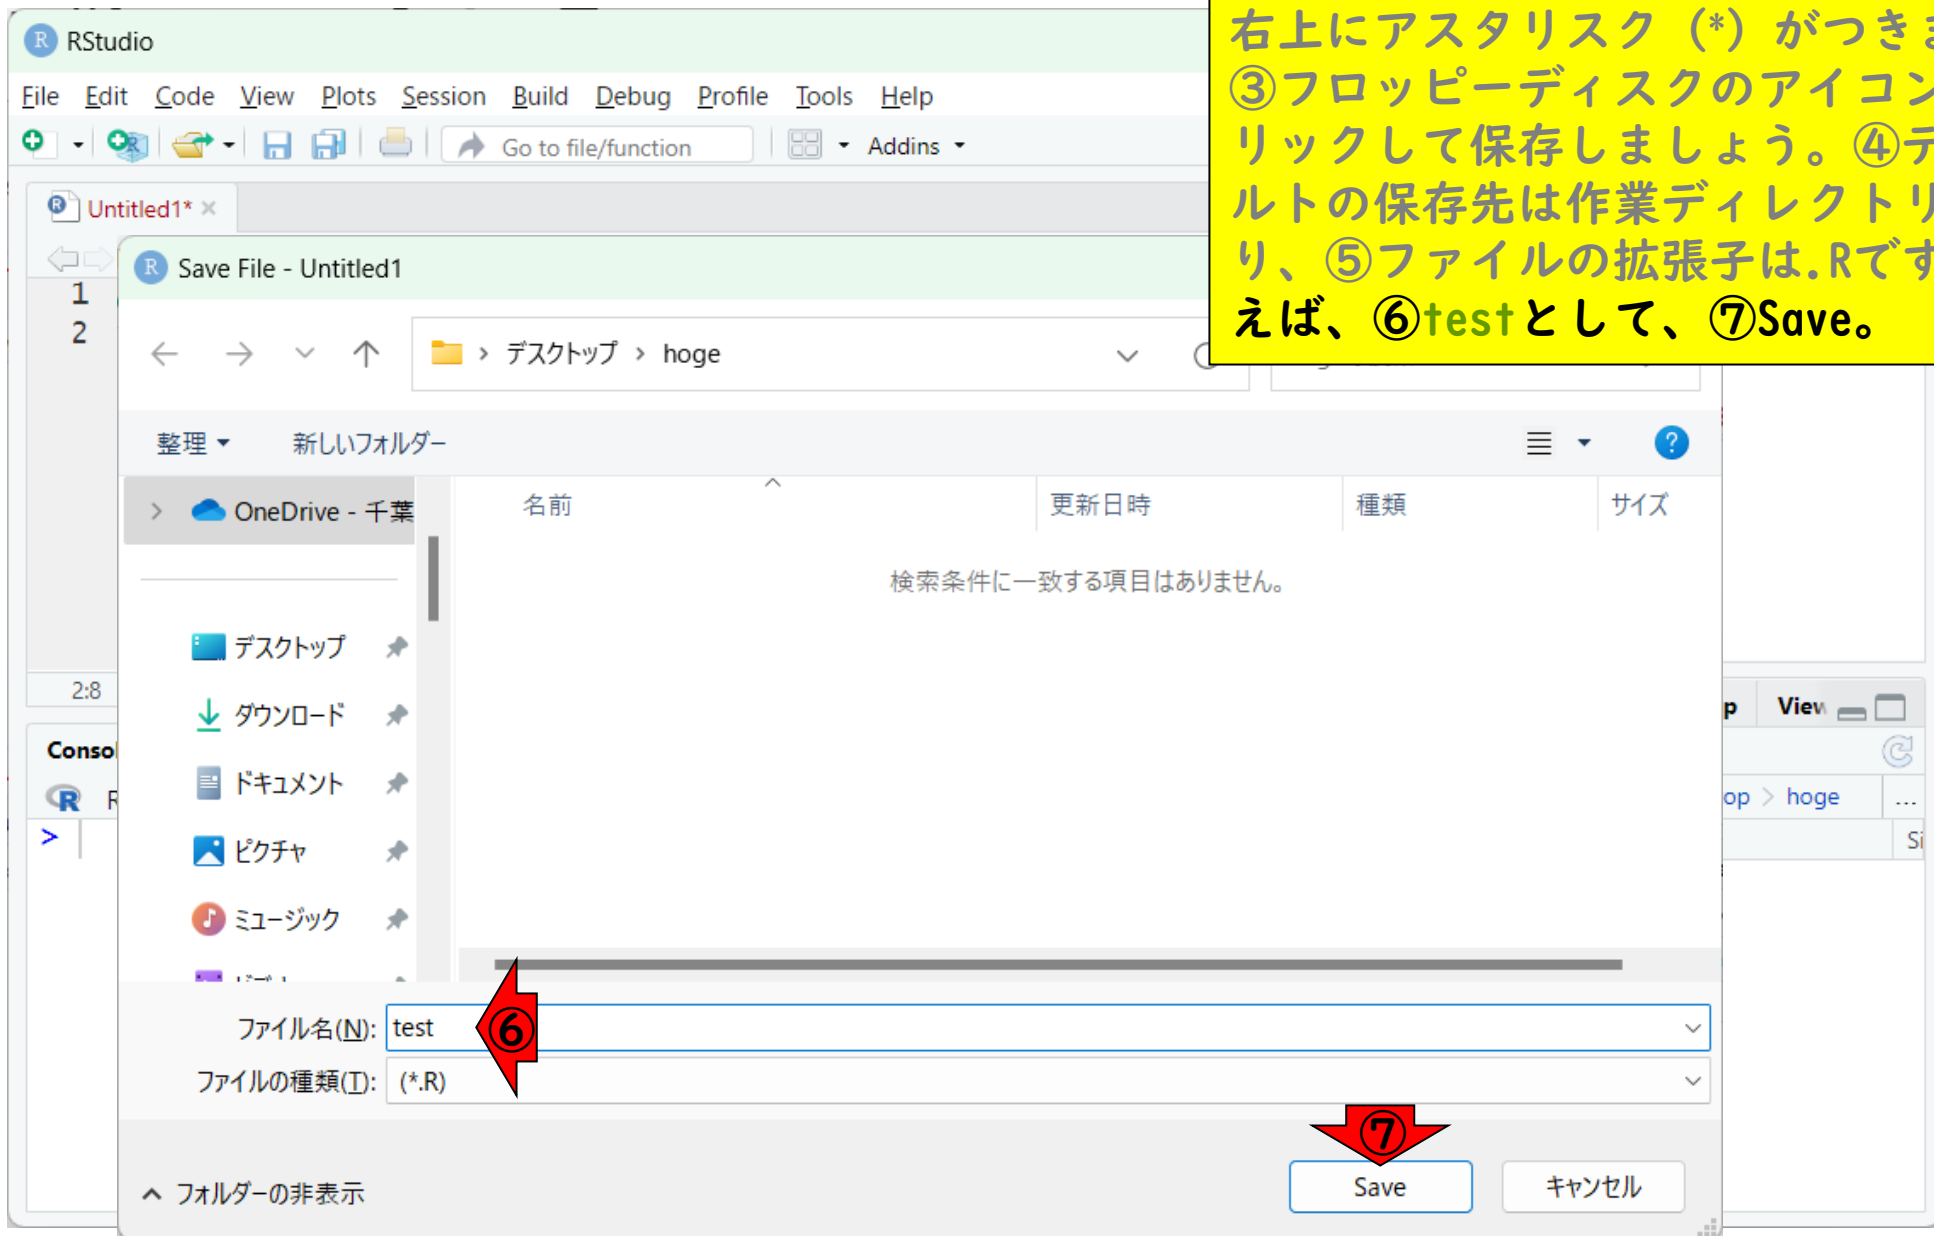 RStudio
File Edit Code View Plots Session Build Debug Profile Tools Help
Go to file/function
Addins
Untitled1*
右上にアスタリスク (*) がつきま
③フロッピーディスクのアイコン
リックして保存しましょう。④デ
ルトの保存先は作業ディレクトリ
り、⑤ファイルの拡張子は.Rです
えば、⑥testとして、⑦Save。
1
2
Save File - Untitled1
デスクトップ > hoge
整理 新しいフォルダー
OneDrive - 千葉
名前 更新日時 種類 サイズ
検索条件に一致する項目はありません。
デスクトップ
ダウンロード
ドキュメント
ピクチャ
ミュージック
2:8
Consol
R
>
p View
op > hoge ...
Si
ファイル名(N): test
⑥
ファイルの種類(T): (*.R)
⑦
フォルダーの非表示
Save キャンセル